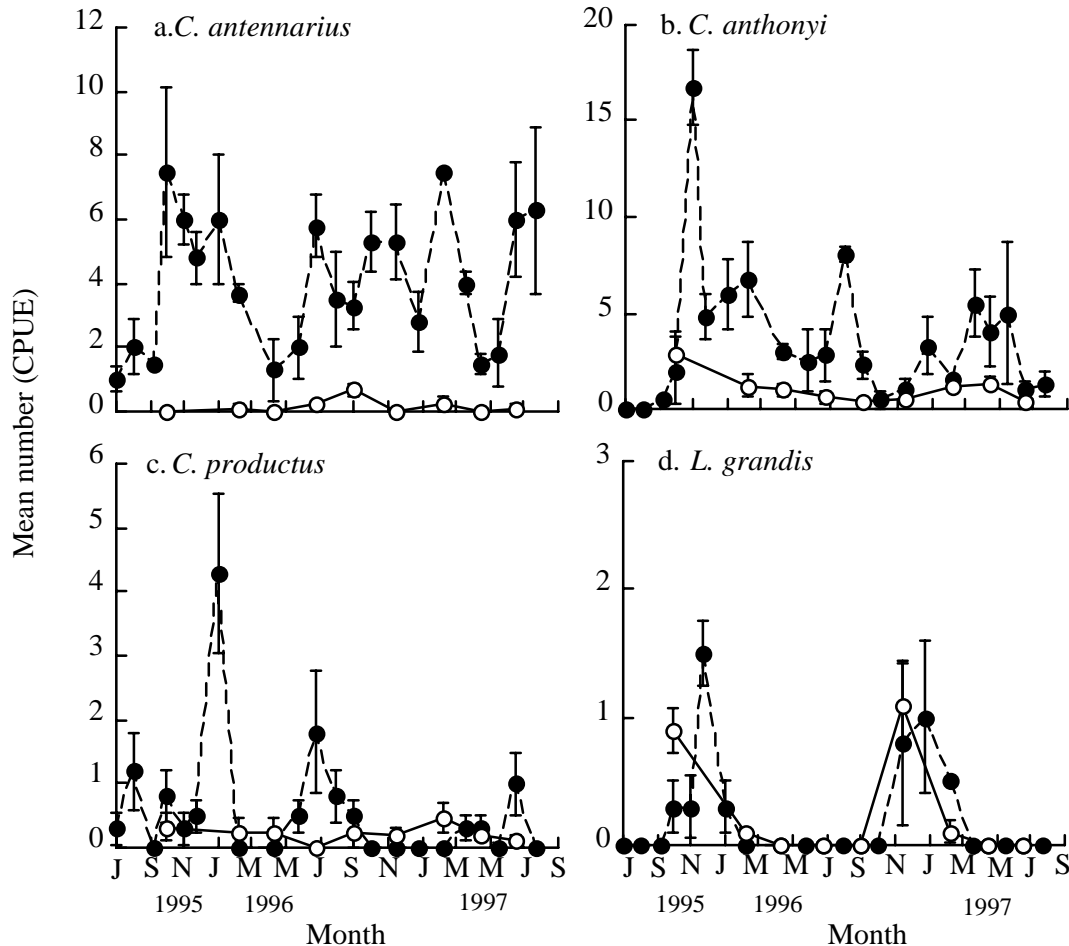 a.C. antennarius
b. C. anthonyi
12
10
8
6
4
2
0
20
15
10
5
0
c. C. productus
d. L. grandis
6
5
4
3
2
1
0
3
2
1
0
Mean number (CPUE)
J S N J M M J S N J M M J S
J S N J M M J S N J M M J S
1995 1996 1997
1995 1996 1997
Month
Month